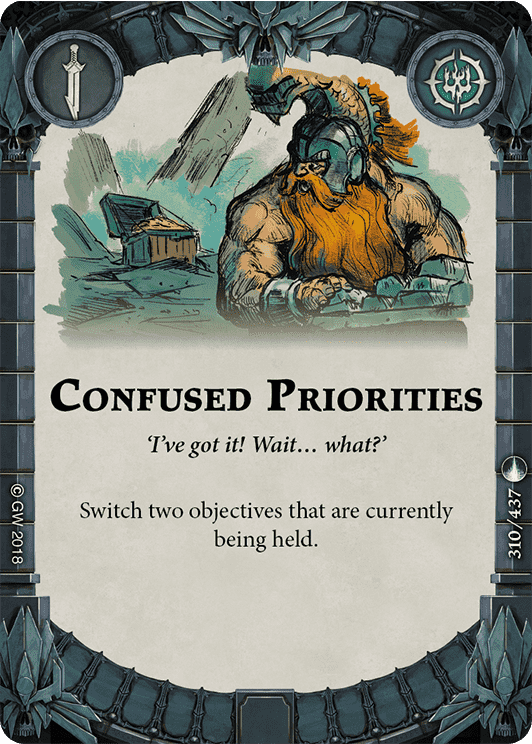 Confused Priorities
‘I’ve got it! Wait… what?’
Switch two objectives that are currently
being held.
© GW 2018
310/437